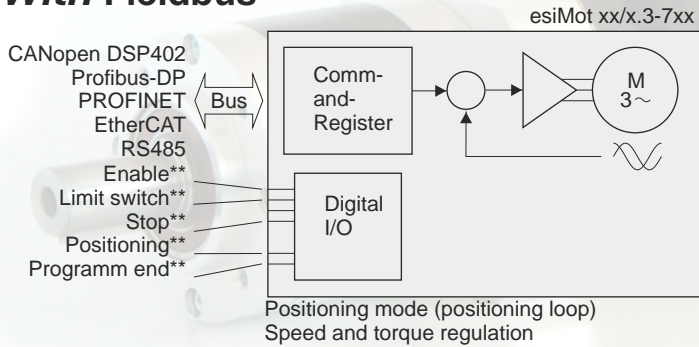 With Fieldbus
esiMot xx/x.3-7xx
CANopen DSP402
Profibus-DP
PROFINET
EtherCAT
RS485
Enable**
Limit switch**
Stop**
Positioning**
Programm end**
Bus
Comm-
and-
Register
M
3~
Digital
I/O
Positioning mode (positioning loop)
Speed and torque regulation